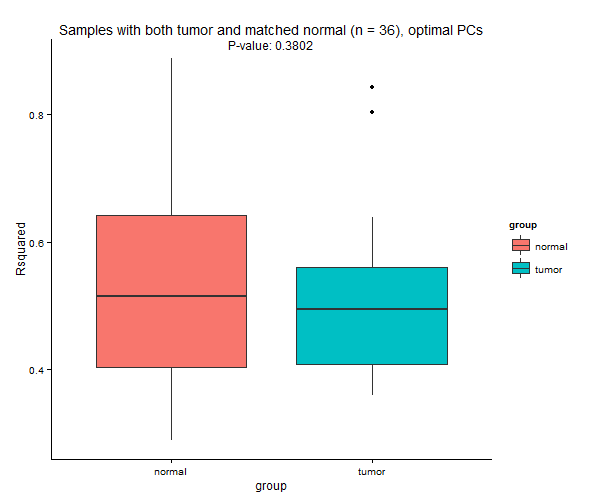 Samples with both tumor and matched normal (n = 36), optimal PCs
P-value: 0.3802
0.8
0.6
0.4
Rsquared
normal
tumor
group
group
normal
tumor